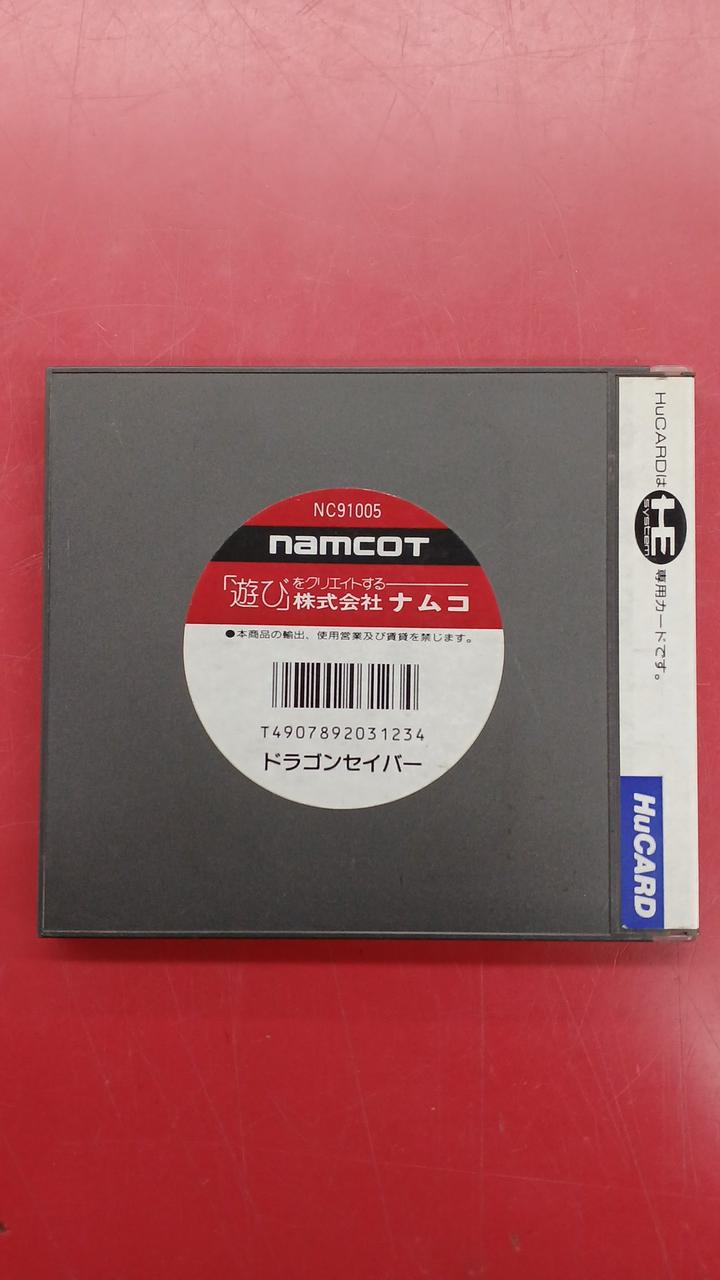 NC91005
namcoT
「遊び」をクリエイトする
株式会社 ナムコ
●本商品の輸出、使用営業及び賃貸を禁じます。
T4907892031234
ドラゴンセイバー
HuCARDは HE system 専用カードです。
HuCARD